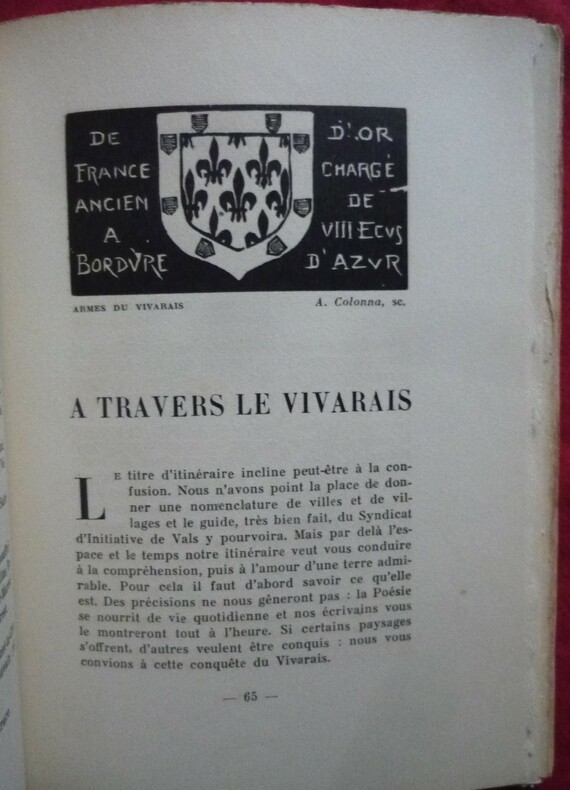 DE
FRANCE
ANCIEN
A
BORDVRE
D'OR
CHARGÉ
DE
VIII ECVS
D'AZVR
ARMES DU VIVARAIS
A. Colonna, sc.
A TRAVERS LE VIVARAIS
LE titre d'itinéraire incline peut-être à la con-
fusion. Nous n'avons point la place de don-
ner une nomenclature de villes et de vil-
lages et le guide, très bien fait, du Syndicat
d'Initiative de Vals y pourvoira. Mais par delà l'es-
pace et le temps notre itinéraire veut vous conduire
à la compréhension, puis à l'amour d'une terre admi-
rable. Pour cela il faut d'abord savoir ce qu'elle
est. Des précisions ne nous gêneront pas : la Poésie
se nourrit de vie quotidienne et nos écrivains vous
le montreront tout à l'heure. Si certains paysages
s'offrent, d'autres veulent être conquis : nous vous
convions à cette conquête du Vivarais.
— 65 —